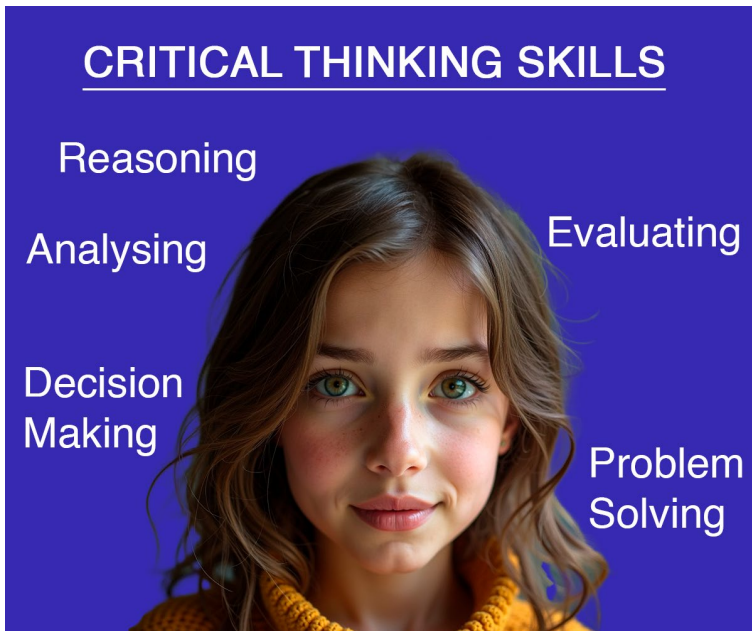 CRITICAL THINKING SKILLS
Reasoning
Analysing
Evaluating
Decision
Making
Problem
Solving